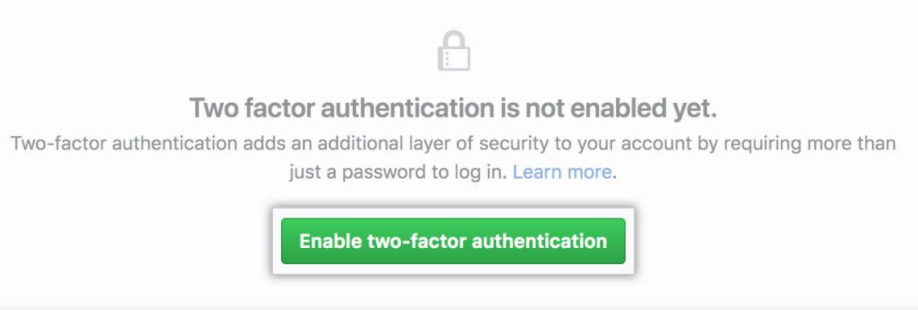 Two factor authentication is not enabled yet.
Two-factor authentication adds an additional layer of security to your account by requiring more than
just a password to log in. Learn more.
Enable two-factor authentication